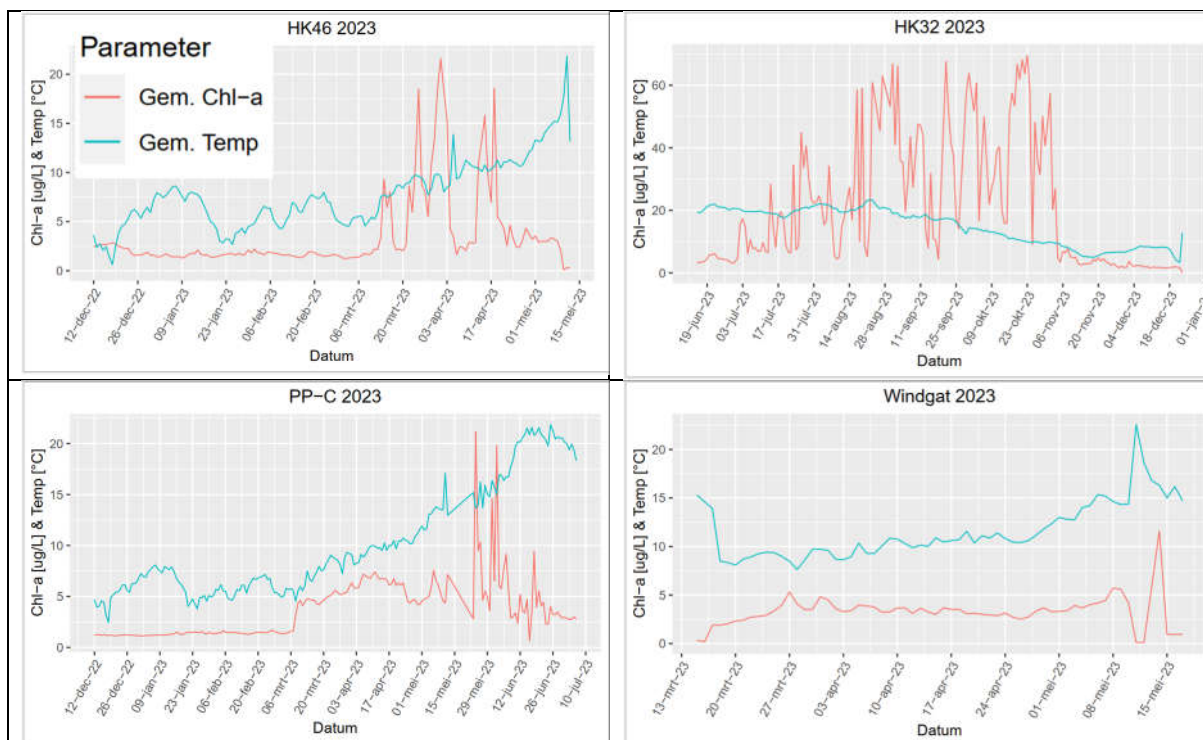 HK46 2023
Parameter
Gem. Chl-a
Gem. Temp
Chl-a [ug/L] & Temp [°C]
20
15
10
5
0
12-dec-22
26-dec-22
09-jan-23
23-jan-23
06-feb-23
20-feb-23
06-mrt-23
20-mrt-23
03-apr-23
17-apr-23
01-mei-23
15-mei-23
Datum
HK32 2023
Chl-a [ug/L] & Temp [°C]
60
40
20
0
19-jun-23
03-jul-23
17-jul-23
31-jul-23
14-aug-23
28-aug-23
11-sep-23
25-sep-23
09-okt-23
23-okt-23
06-nov-23
20-nov-23
04-dec-23
18-dec-23
01-jan
Datum
PP-C 2023
Chl-a [ug/L] & Temp [°C]
20
15
10
5
0
12-dec-22
26-dec-22
09-jan-23
23-jan-23
06-feb-23
20-feb-23
06-mrt-23
20-mrt-23
03-apr-23
17-apr-23
01-mei-23
15-mei-23
29-mei-23
12-jun-23
26-jun-23
10-jul-23
Datum
Windgat 2023
Chl-a [ug/L] & Temp [°C]
20
15
10
5
0
13-mrt-23
20-mrt-23
27-mrt-23
03-apr-23
10-apr-23
17-apr-23
24-apr-23
01-mei-23
08-mei-23
15-mei-23
Datum